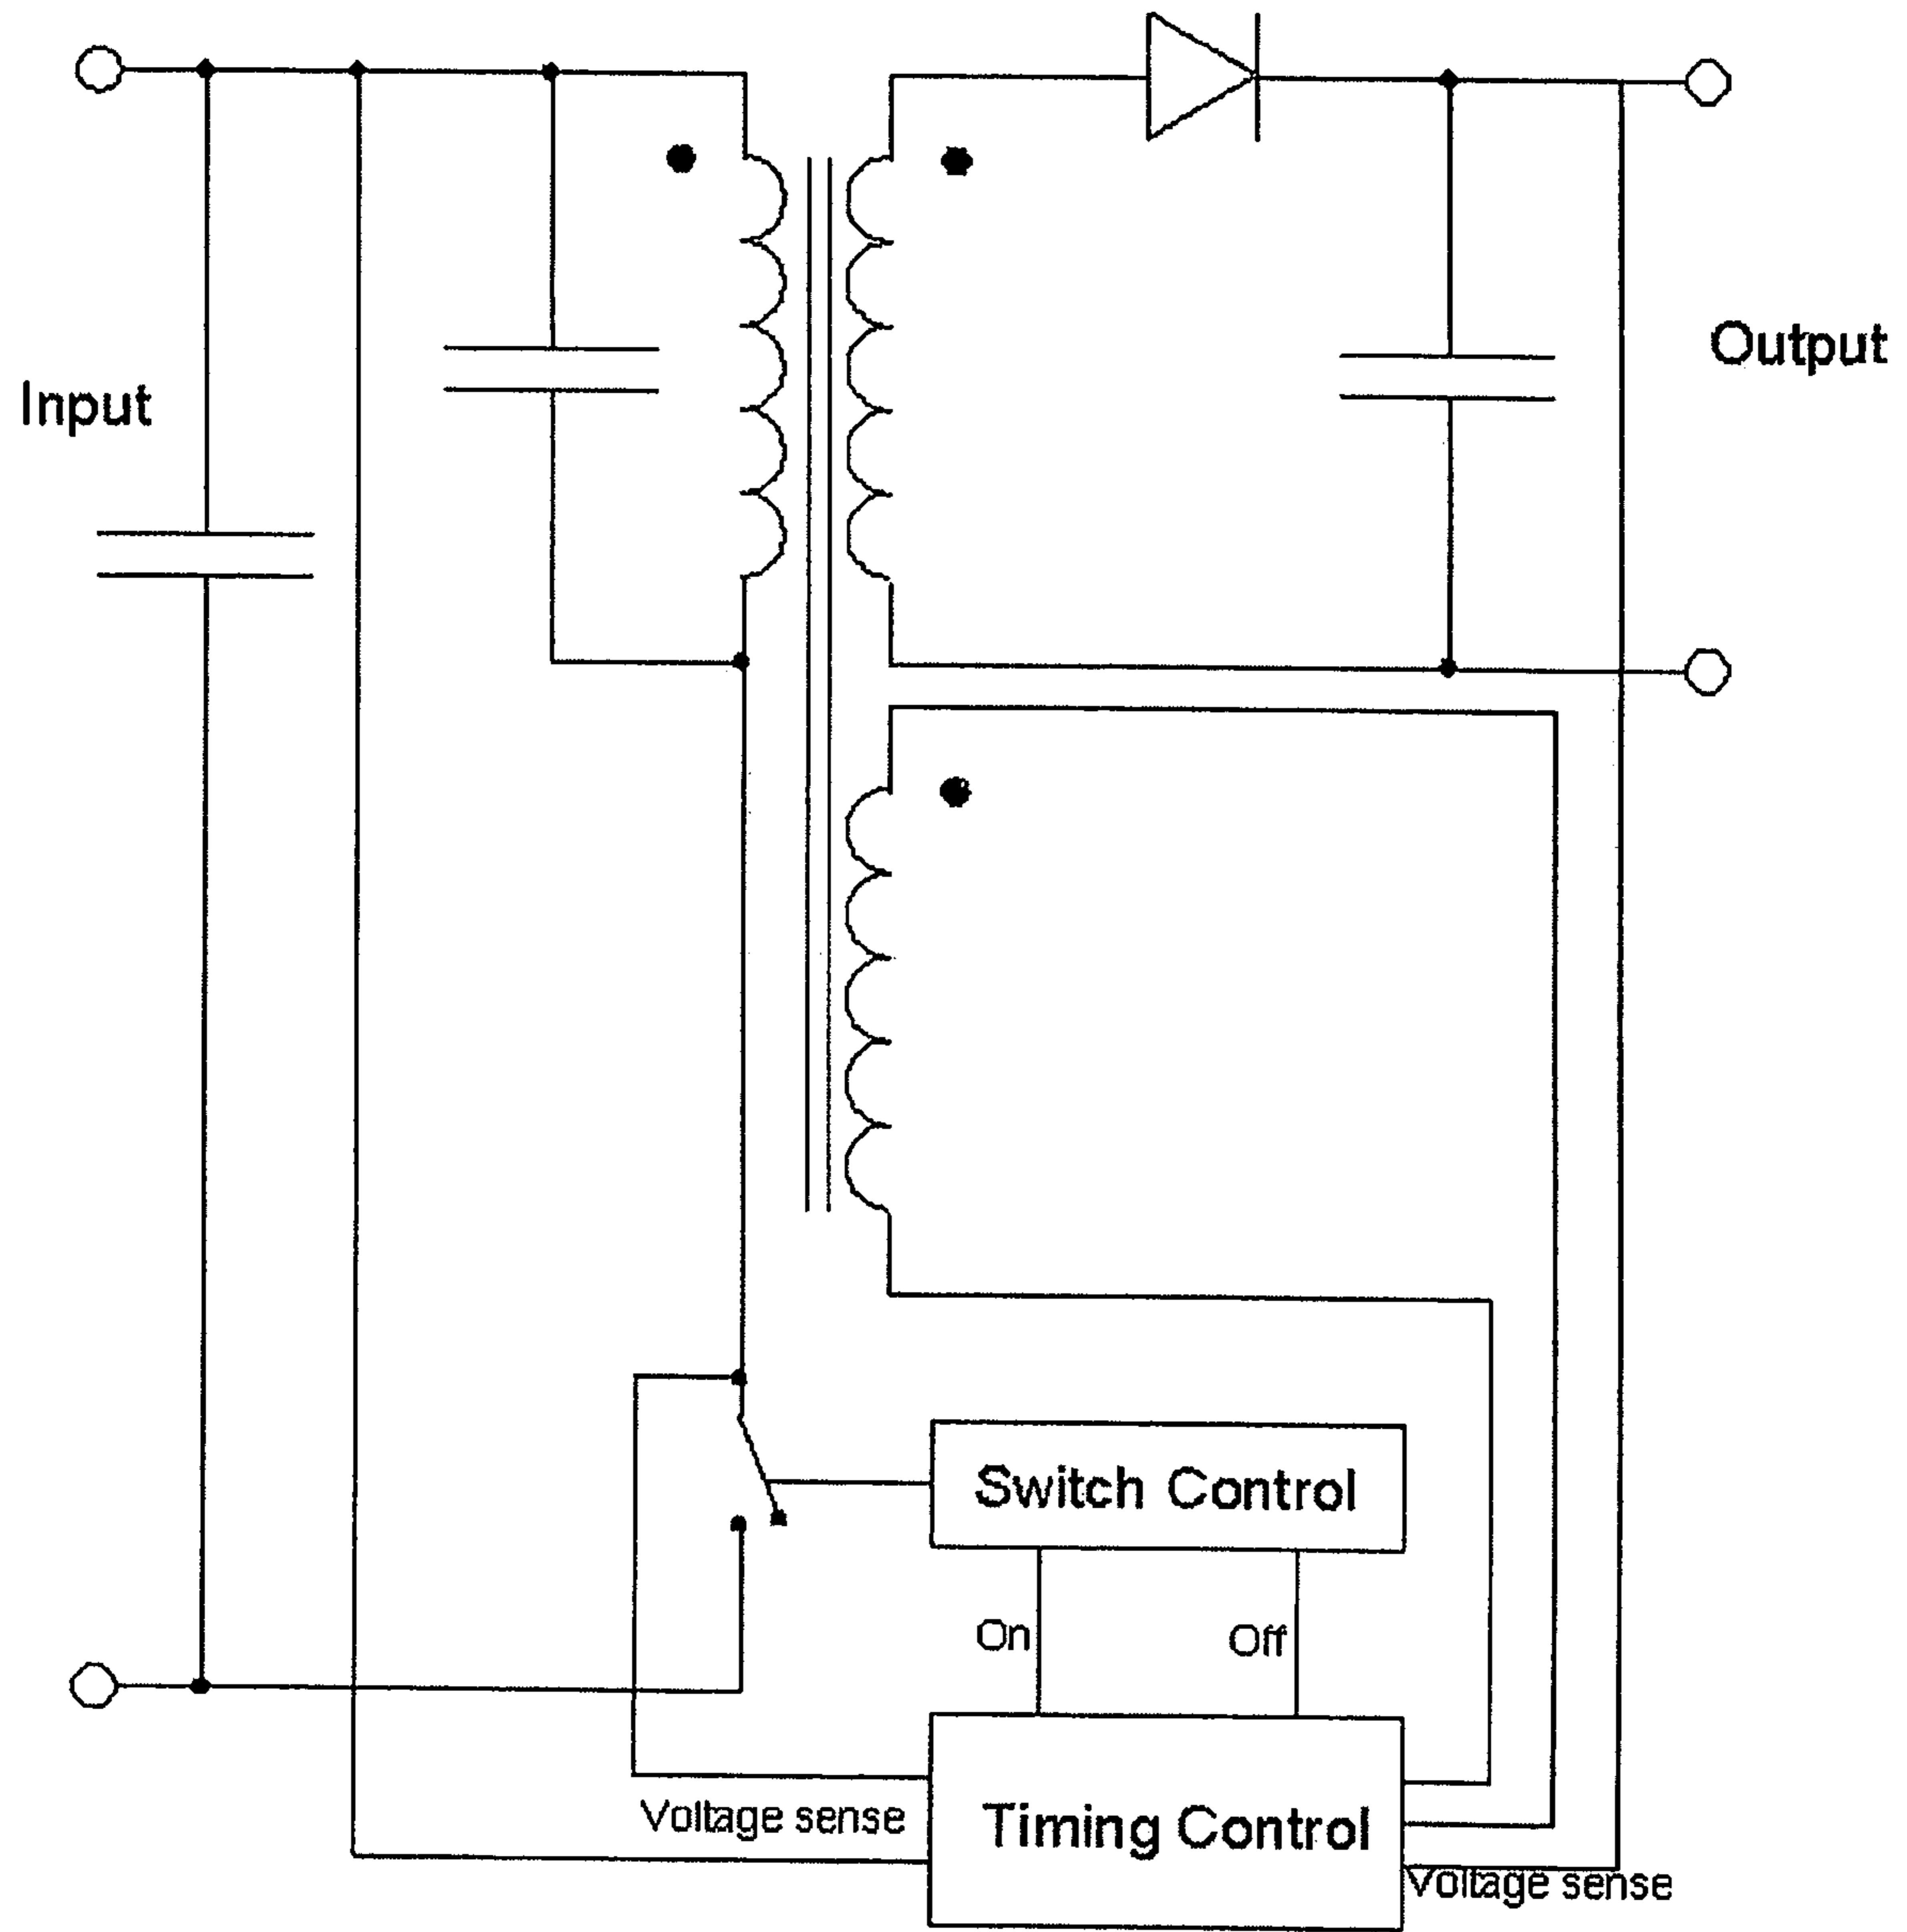 Output
Input
Switch Control
On
Off
Voltage sense
Timing Control
Voltage sense